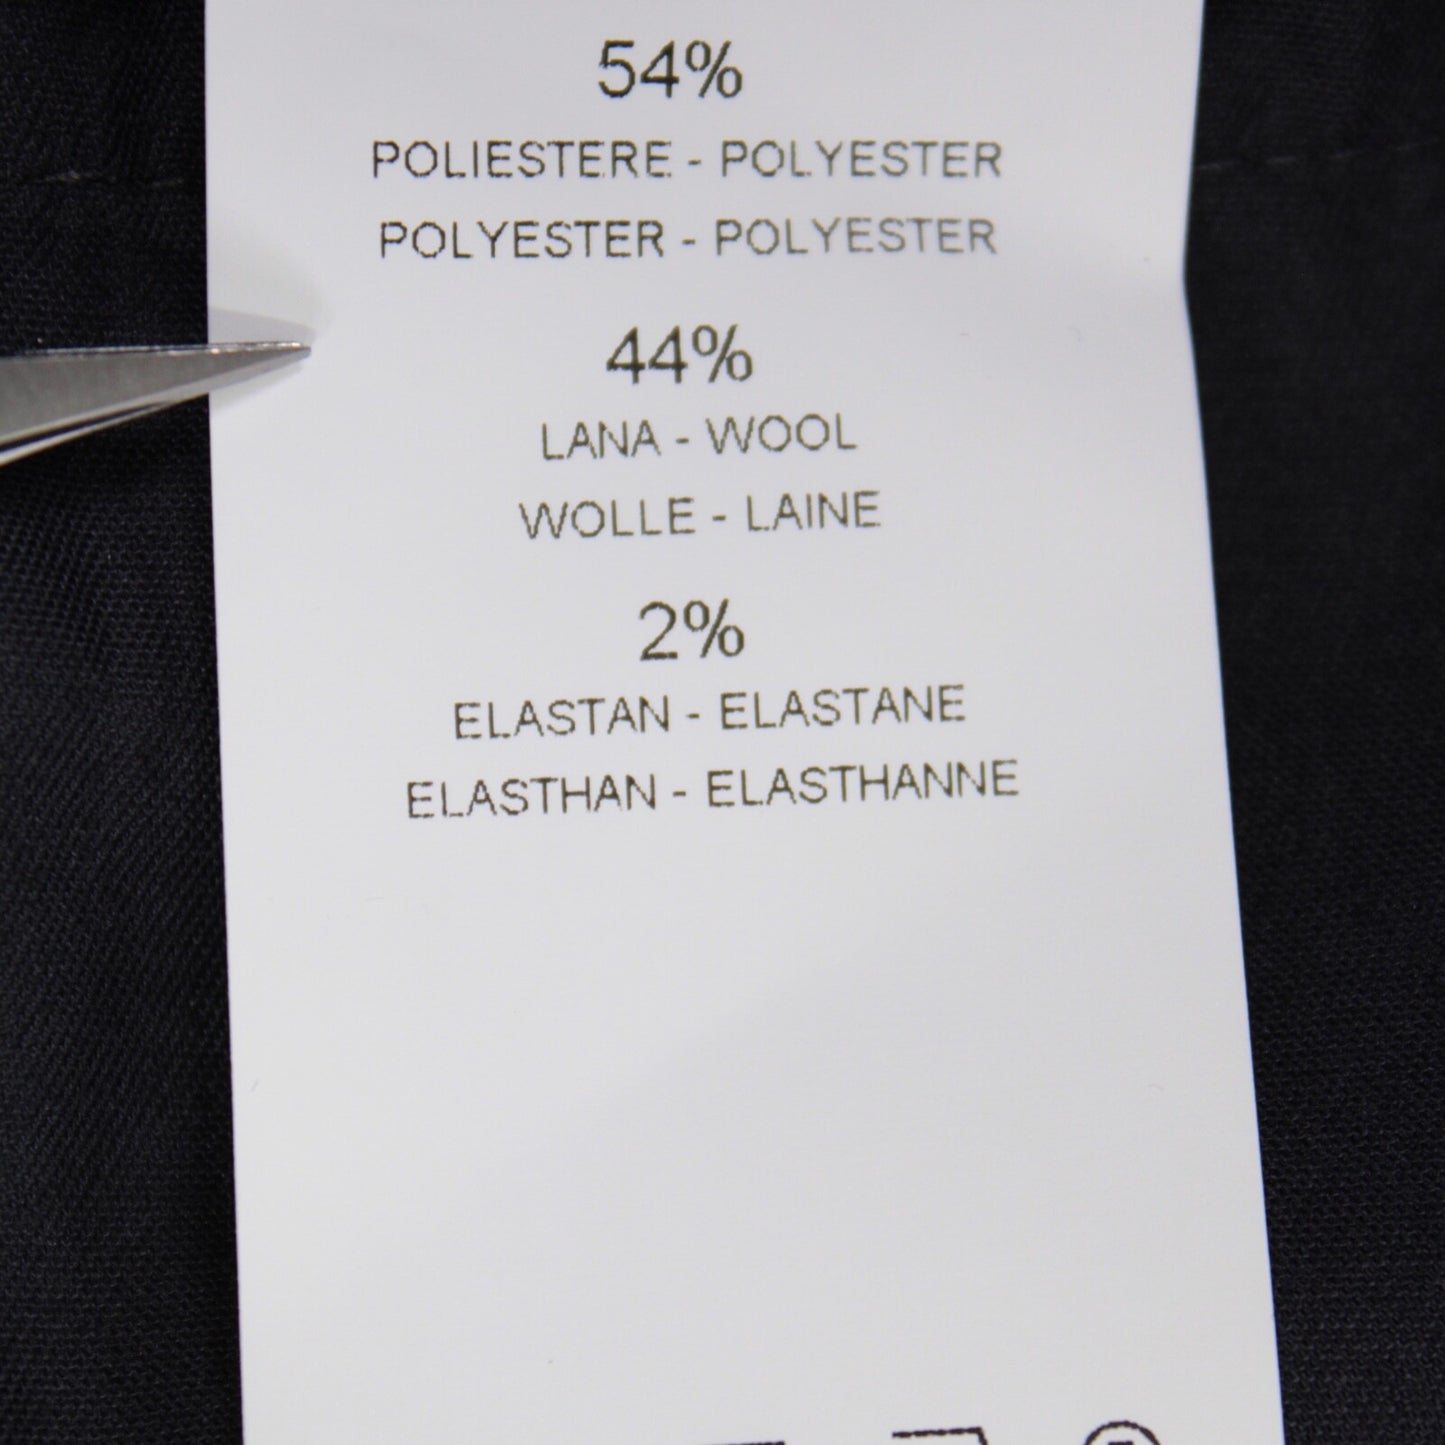 54%
POLIESTERE - POLYESTER
POLYESTER - POLYESTER
44%
LANA - WOOL
WOLLE - LAINE
2%
ELASTAN - ELASTANE
ELASTHAN - ELASTHANNE